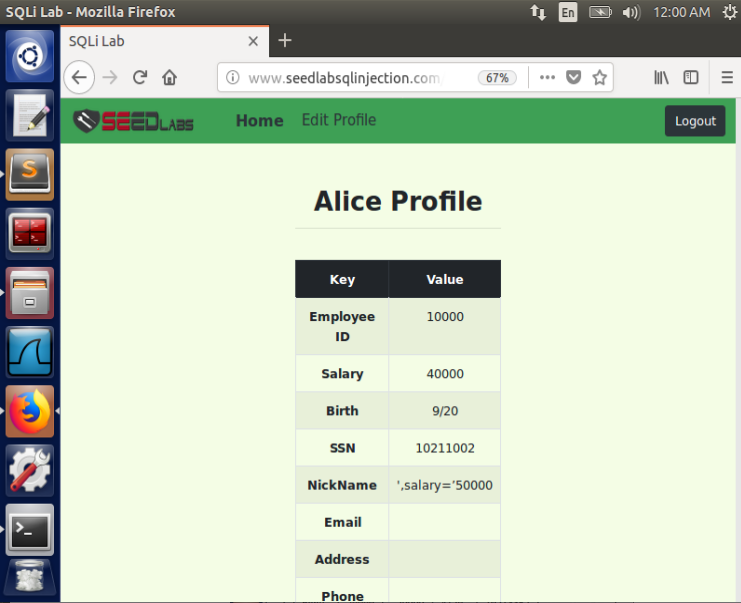 SQLi Lab - Mozilla Firefox
En
12:00 AM
SQLi Lab
www.seedlabsqlinjection.com
67%
SEEDLABS
Home
Edit Profile
Logout
Alice Profile
Key Value
Employee ID 10000
Salary 40000
Birth 9/20
SSN 10211002
NickName ',salary='50000
Email
Address
Phone